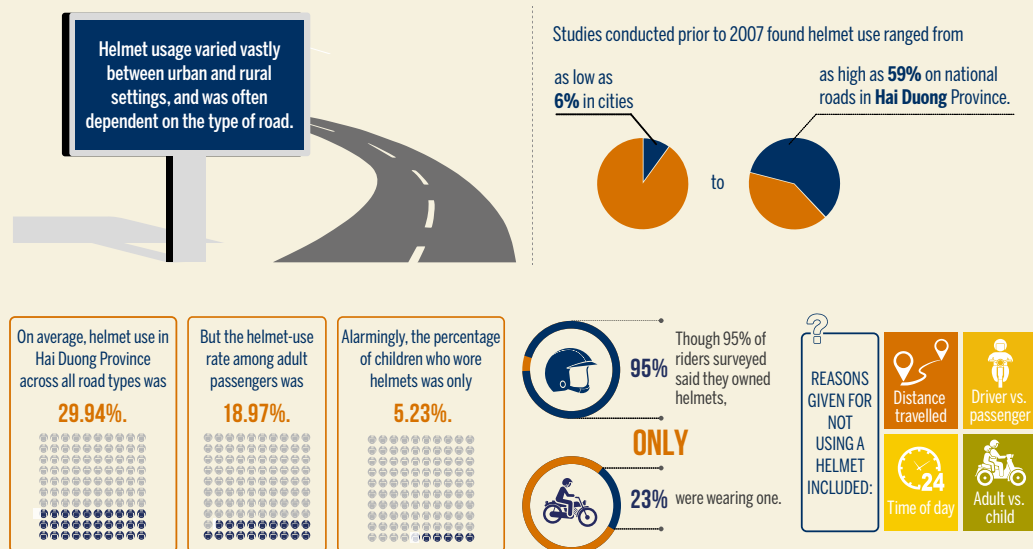 Helmet usage varied vastly
between urban and rural
settings, and was often
dependent on the type of road.
Studies conducted prior to 2007 found helmet use ranged from
as low as
6% in cities
to
as high as 59% on national
roads in Hai Duong Province.
On average, helmet use in
Hai Duong Province
across all road types was
29.94%.
But the helmet-use
rate among adult
passengers was
18.97%.
Alarmingly, the percentage
of children who wore
helmets was only
5.23%.
95%
Though 95% of
riders surveyed
said they owned
helmets,
ONLY
23% were wearing one.
?
REASONS
GIVEN FOR
NOT
USING A
HELMET
INCLUDED:
Distance
travelled
Driver vs.
passenger
24
Time of day
Adult vs.
child